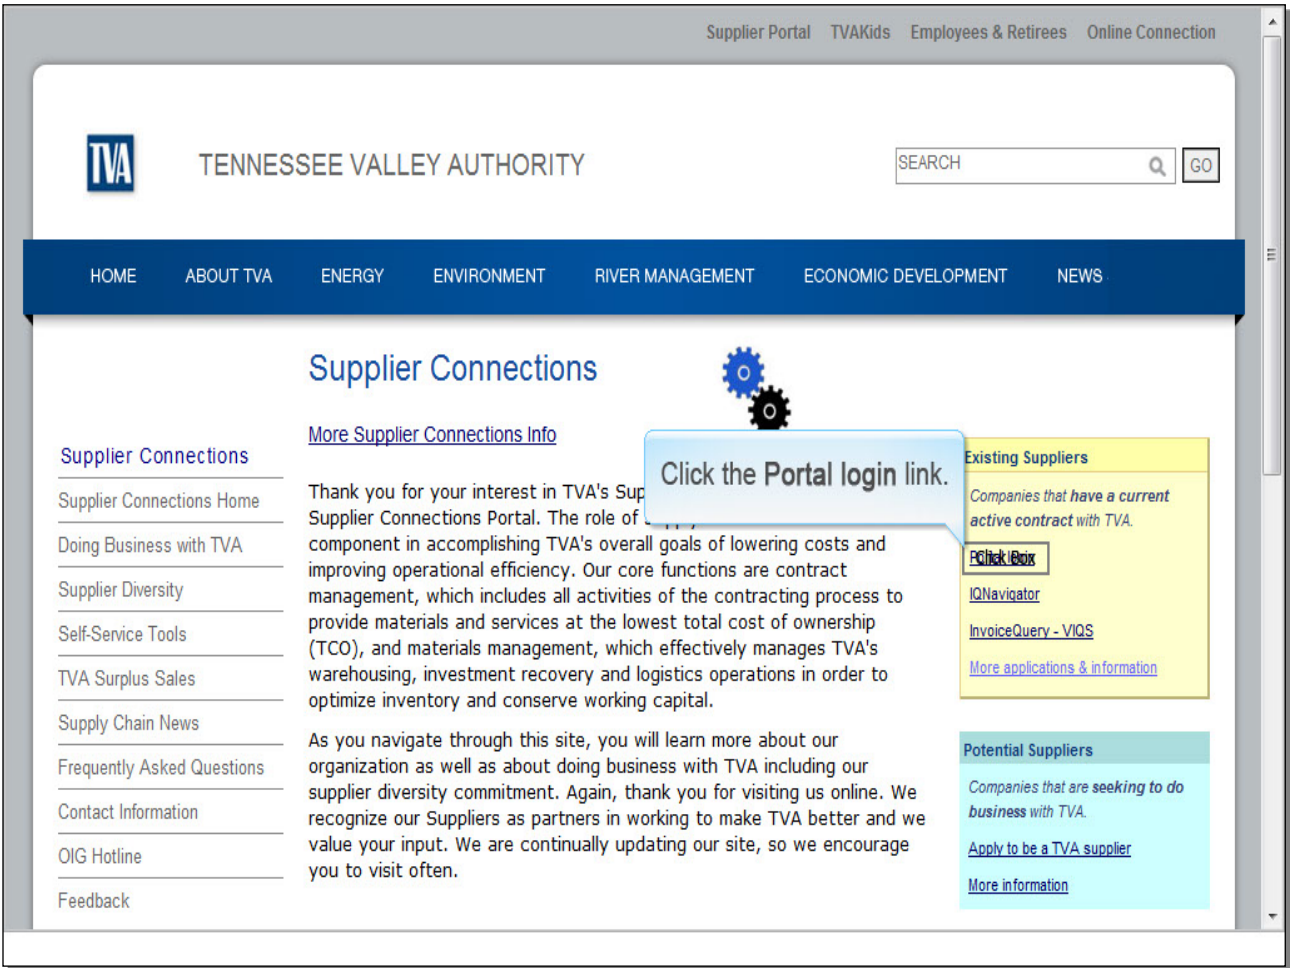 Supplier Portal TVAKids Employees & Retirees Online Connection
TVA
TENNESSEE VALLEY AUTHORITY
SEARCH
GO
HOME ABOUT TVA ENERGY ENVIRONMENT RIVER MANAGEMENT ECONOMIC DEVELOPMENT NEWS
Supplier Connections
More Supplier Connections Info
Click the Portal login link.
Supplier Connections
Supplier Connections Home
Doing Business with TVA
Supplier Diversity
Self-Service Tools
TVA Surplus Sales
Supply Chain News
Frequently Asked Questions
Contact Information
OIG Hotline
Feedback
Thank you for your interest in TVA's Sup
Supplier Connections Portal. The role of
component in accomplishing TVA's overall goals of lowering costs and
improving operational efficiency. Our core functions are contract
management, which includes all activities of the contracting process to
provide materials and services at the lowest total cost of ownership
(TCO), and materials management, which effectively manages TVA's
warehousing, investment recovery and logistics operations in order to
optimize inventory and conserve working capital.
As you navigate through this site, you will learn more about our
organization as well as about doing business with TVA including our
supplier diversity commitment. Again, thank you for visiting us online. We
recognize our Suppliers as partners in working to make TVA better and we
value your input. We are continually updating our site, so we encourage
you to visit often.
Existing Suppliers
Companies that have a current
active contract with TVA.
Click Box
IQNavigator
InvoiceQuery - VIQS
More applications & information
Potential Suppliers
Companies that are seeking to do
business with TVA.
Apply to be a TVA supplier
More information